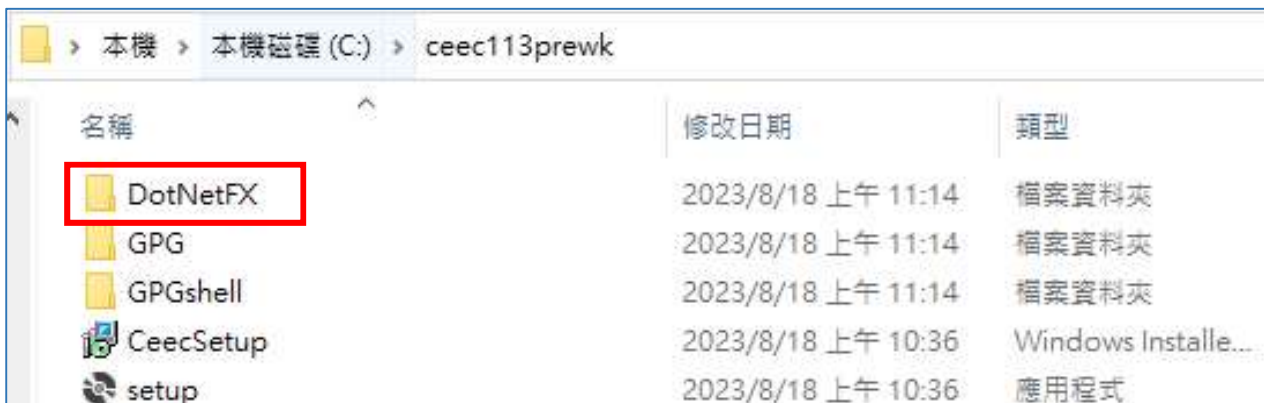 本機 › 本機磁碟 (C:) › ceec113prewk
名稱 修改日期 類型
DotNetFX 2023/8/18 上午 11:14 檔案資料夾
GPG 2023/8/18 上午 11:14 檔案資料夾
GPGshell 2023/8/18 上午 11:14 檔案資料夾
CeecSetup 2023/8/18 上午 10:36 Windows Installe...
setup 2023/8/18 上午 10:36 應用程式